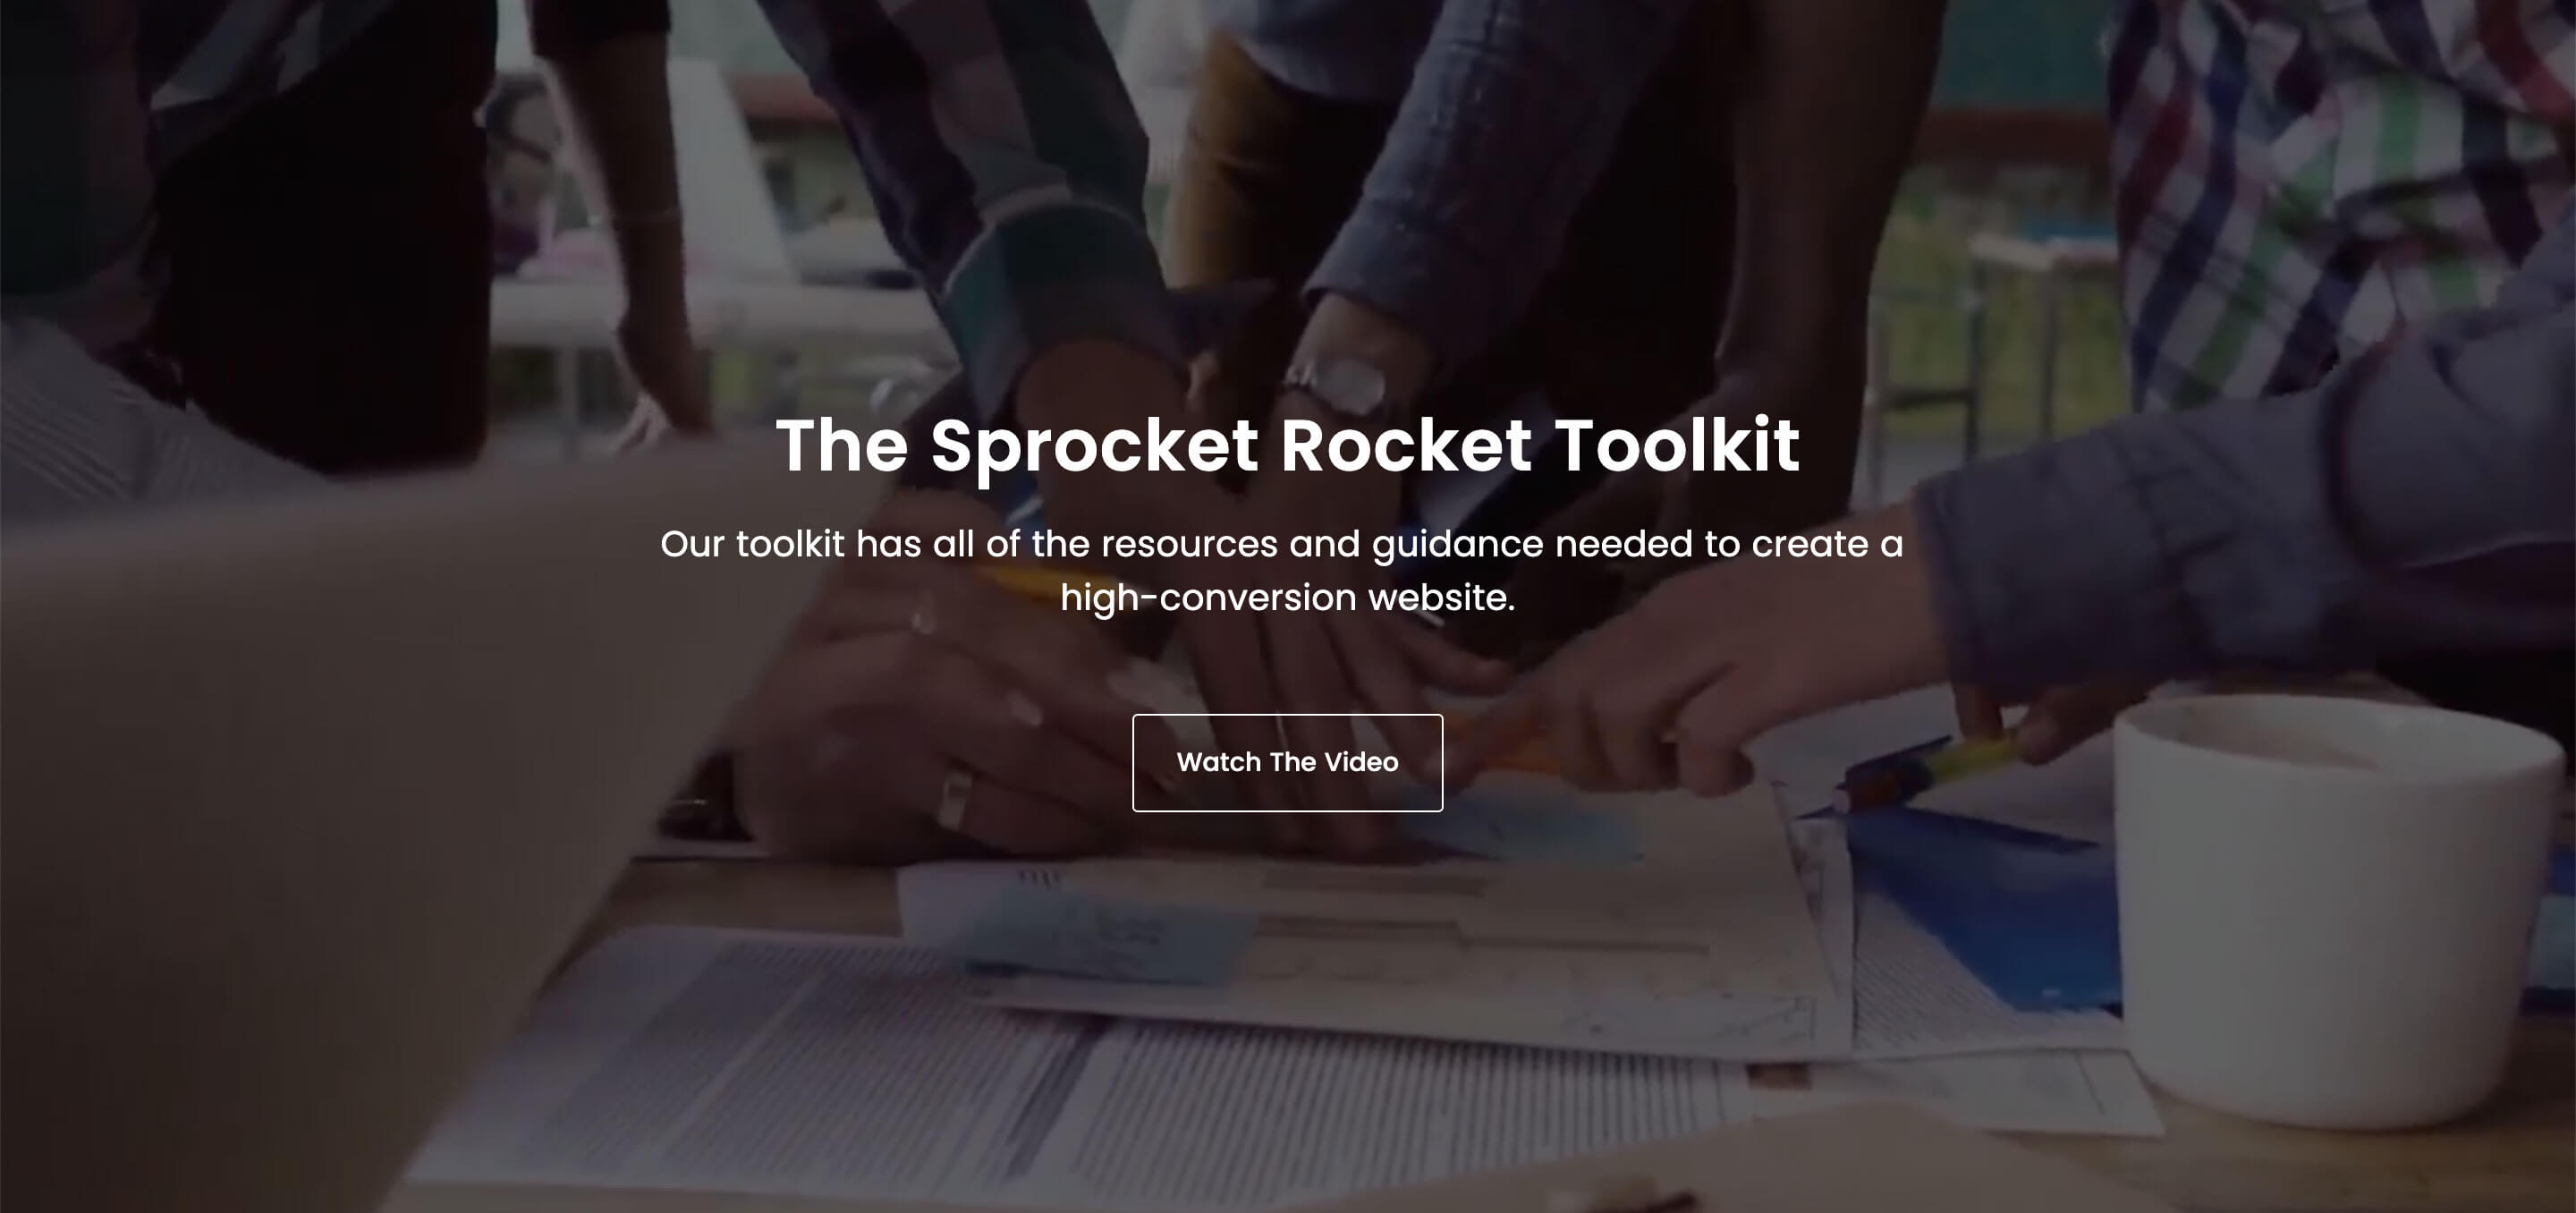 The Sprocket Rocket Toolkit
Our toolkit has all of the resources and guidance needed to create a
high-conversion website.
Watch The Video